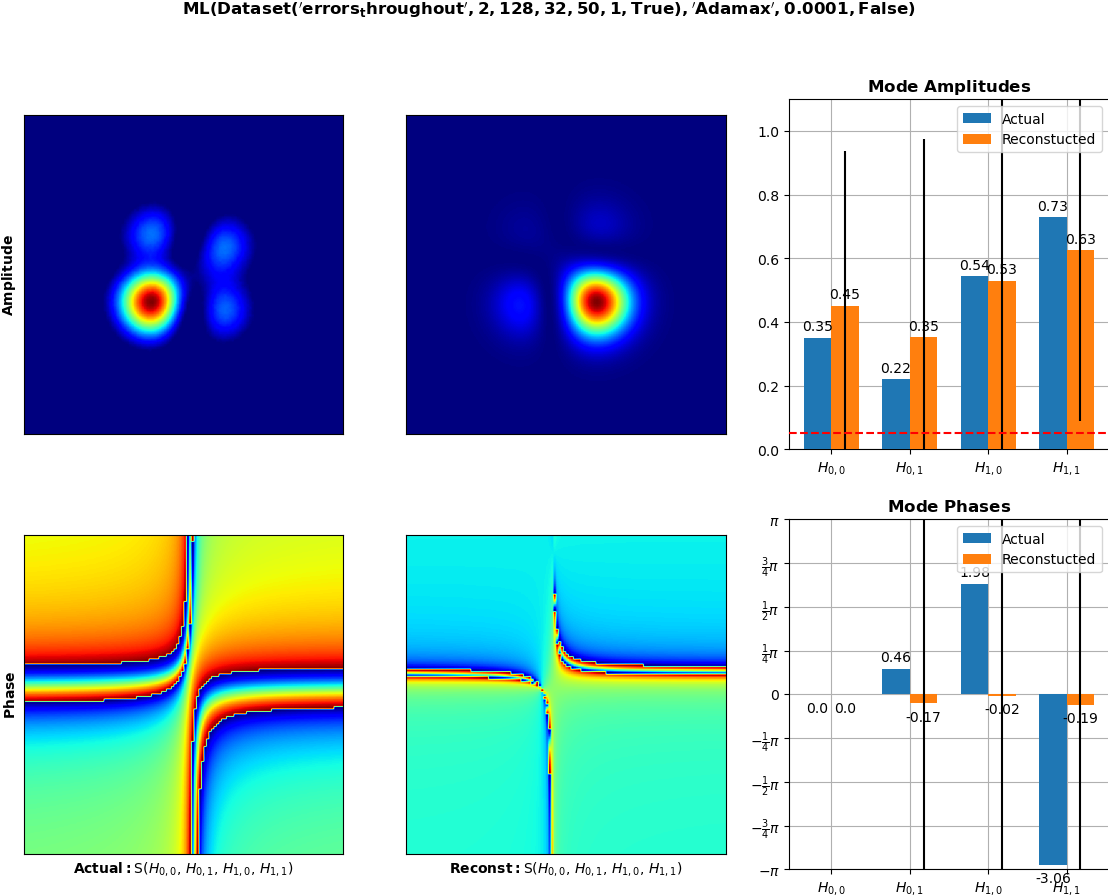 ML(Dataset('errors_throughout', 2, 128, 32, 50, 1, True), 'Adamax', 0.0001, False)
Mode Amplitudes
Amplitude
1.0
0.8
0.6
0.4
0.2
0.0
Actual
Reconstucted
0.35
0.45
0.22
0.35
0.54
0.53
0.73
0.63
H0,0
H0,1
H1,0
H1,1
Mode Phases
Phase
π
3/4π
1/2π
1/4π
0
−1/4π
−1/2π
−3/4π
−π
Actual
Reconstucted
0.0
0.0
0.46
-0.17
1.98
-0.02
-3.06
-0.19
H0,0
H0,1
H1,0
H1,1
Actual: S(H0,0, H0,1, H1,0, H1,1)
Reconst: S(H0,0, H0,1, H1,0, H1,1)